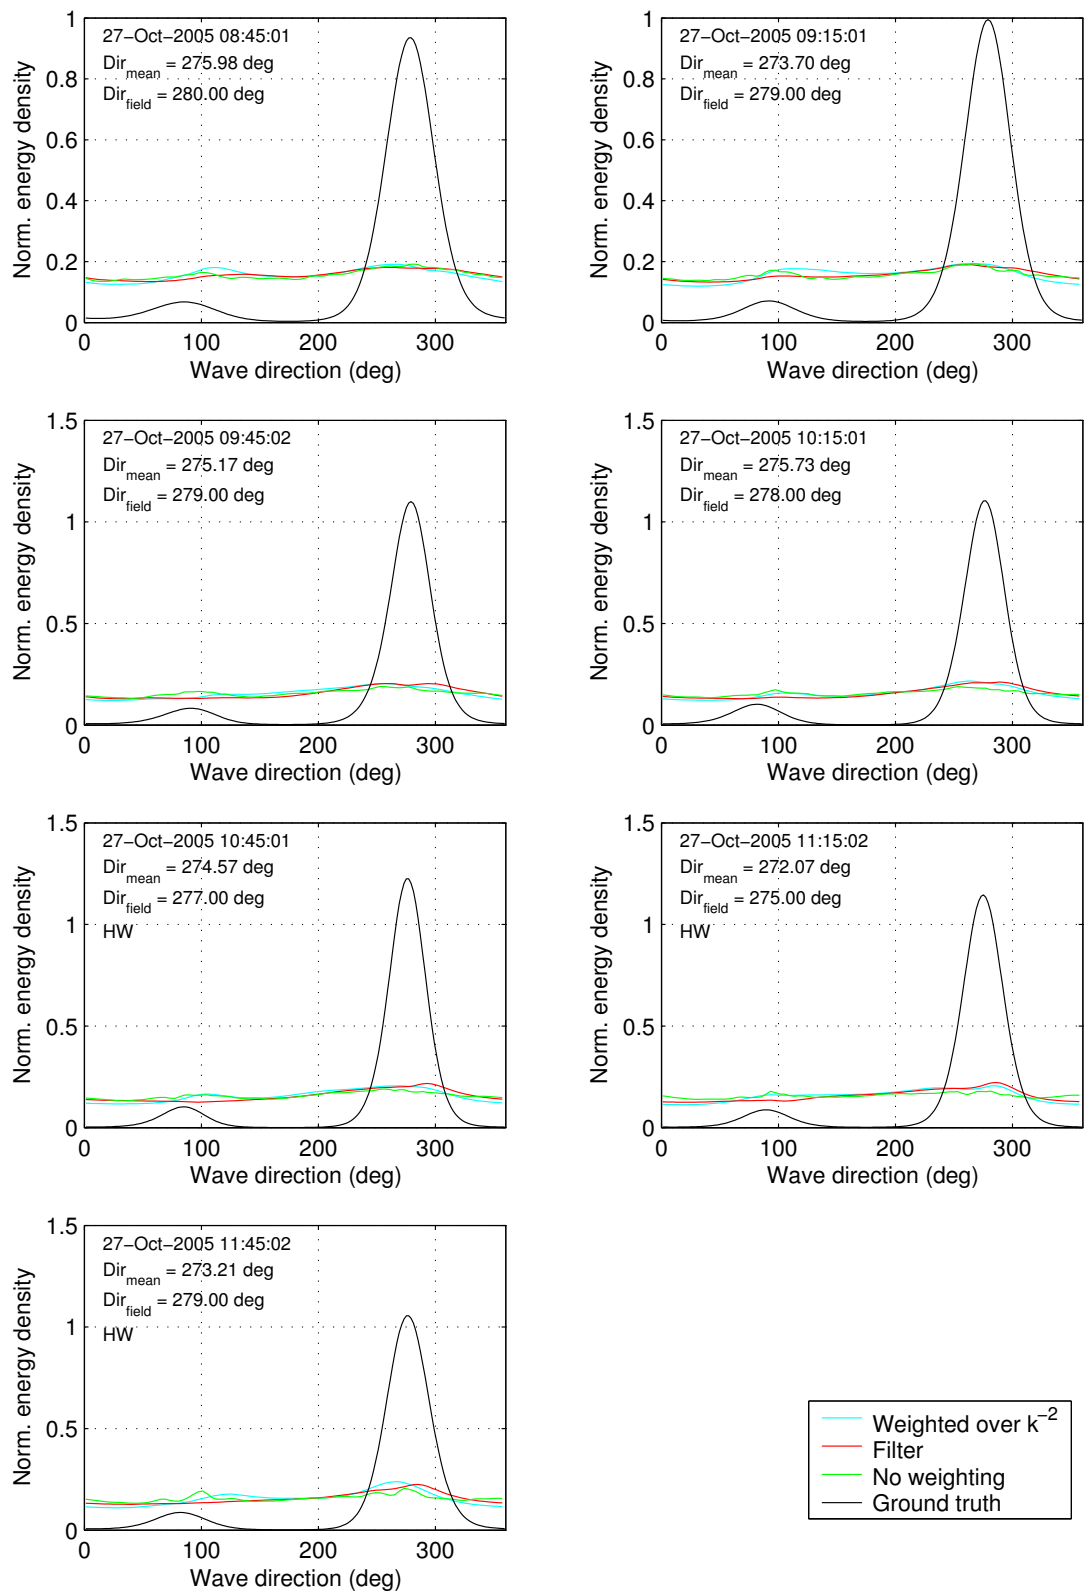 27-Oct-2005 08:45:01
Dir_mean = 275.98 deg
Dir_field = 280.00 deg
Norm. energy density
1
0.8
0.6
0.4
0.2
0
0 100 200 300
Wave direction (deg)
27-Oct-2005 09:15:01
Dir_mean = 273.70 deg
Dir_field = 279.00 deg
Norm. energy density
1
0.8
0.6
0.4
0.2
0
0 100 200 300
Wave direction (deg)
27-Oct-2005 09:45:02
Dir_mean = 275.17 deg
Dir_field = 279.00 deg
Norm. energy density
1.5
1
0.5
0
0 100 200 300
Wave direction (deg)
27-Oct-2005 10:15:01
Dir_mean = 275.73 deg
Dir_field = 278.00 deg
Norm. energy density
1.5
1
0.5
0
0 100 200 300
Wave direction (deg)
27-Oct-2005 10:45:01
Dir_mean = 274.57 deg
Dir_field = 277.00 deg
HW
Norm. energy density
1.5
1
0.5
0
0 100 200 300
Wave direction (deg)
27-Oct-2005 11:15:02
Dir_mean = 272.07 deg
Dir_field = 275.00 deg
HW
Norm. energy density
1.5
1
0.5
0
0 100 200 300
Wave direction (deg)
27-Oct-2005 11:45:02
Dir_mean = 273.21 deg
Dir_field = 279.00 deg
HW
Norm. energy density
1.5
1
0.5
0
0 100 200 300
Wave direction (deg)
Weighted over k^−2
Filter
No weighting
Ground truth